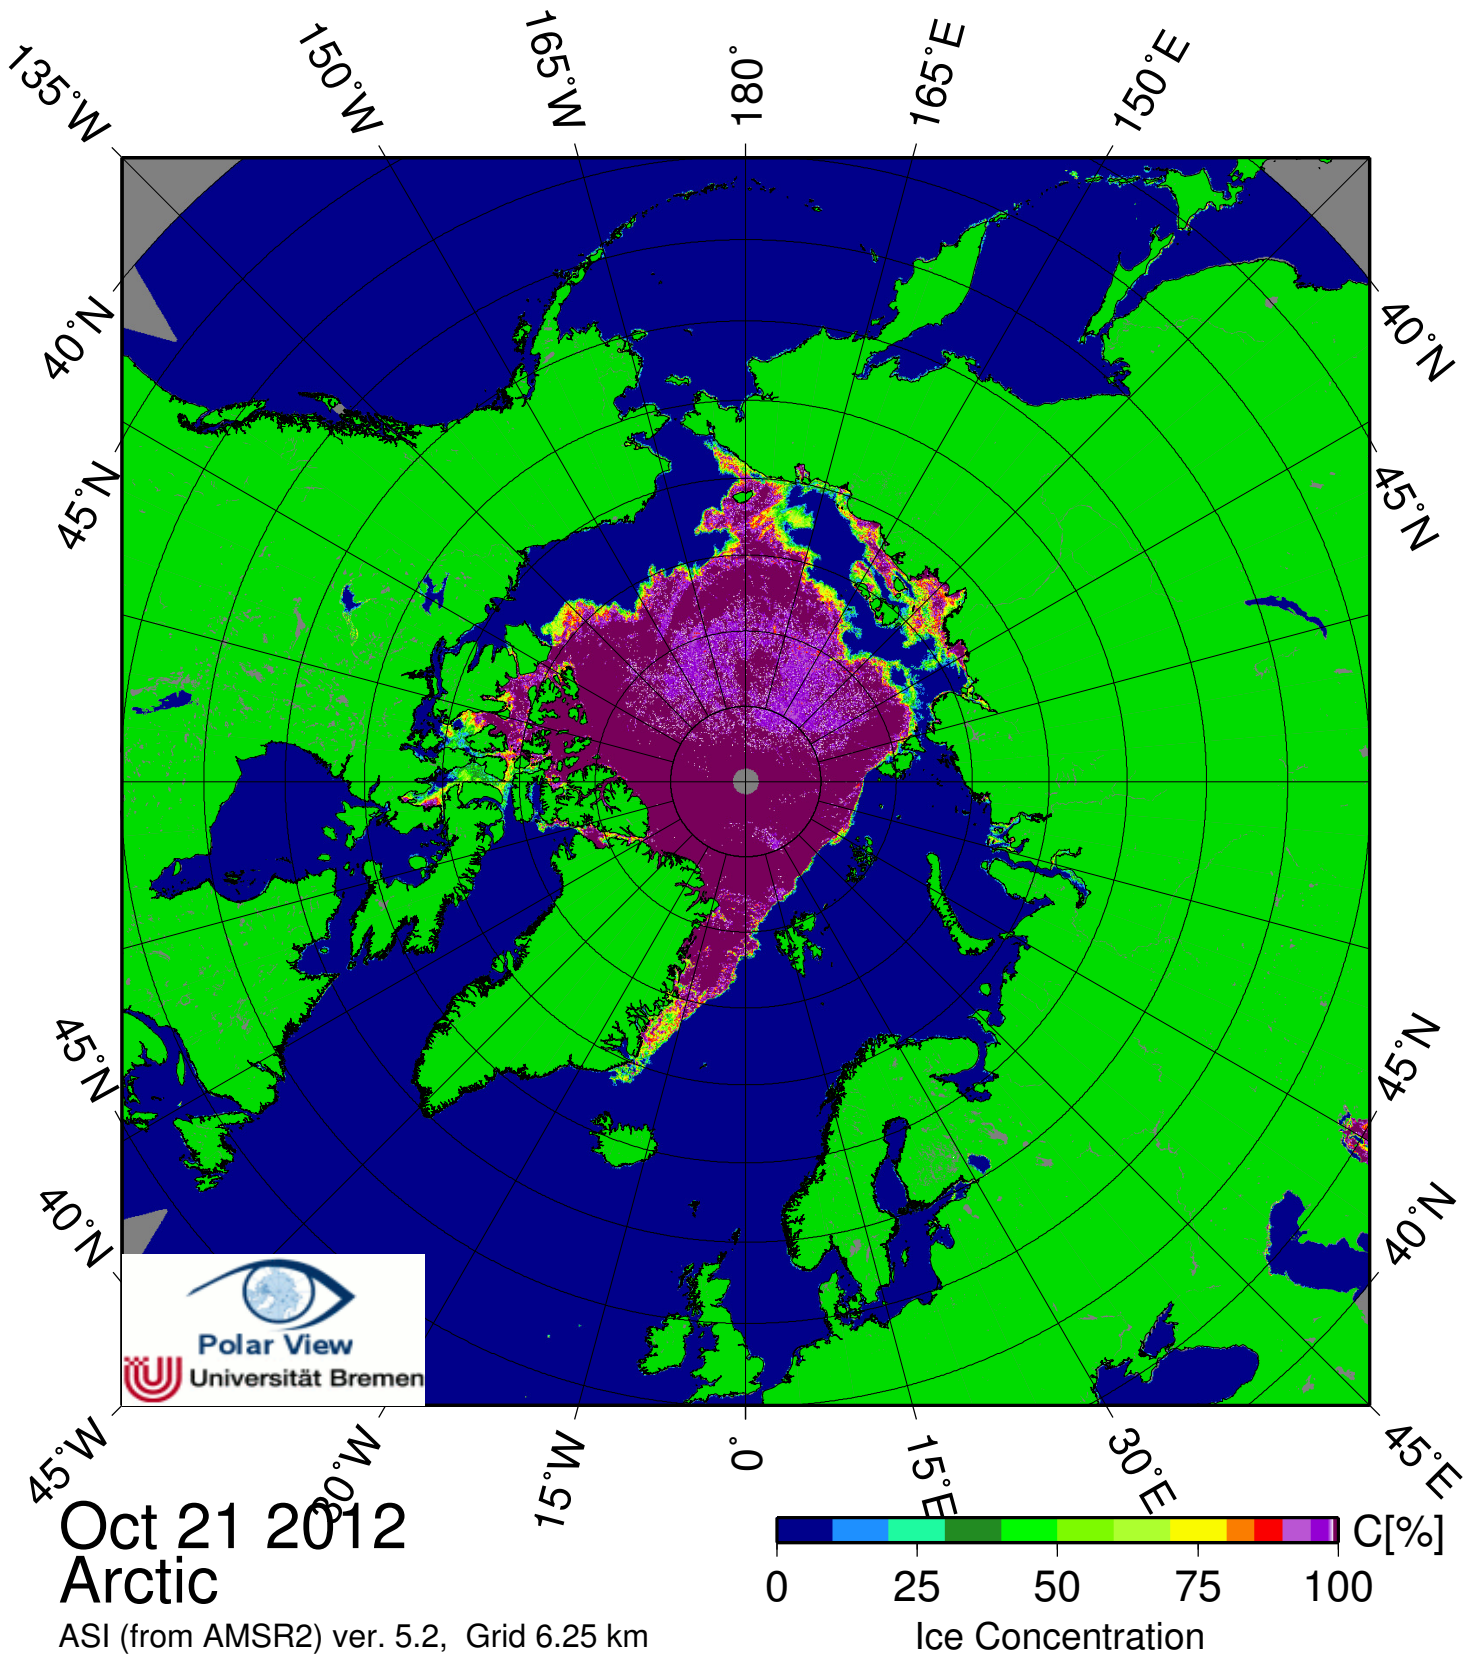 135°W
150°W
165°W
180°
165°E
150°E
40°N
40°N
45°N
45°N
45°N
45°N
40°N
40°N
Polar View
Universität Bremen
45°W
30°W
15°W
0°
15°E
30°E
45°E
Oct 21 2012
Arctic
ASI (from AMSR2) ver. 5.2, Grid 6.25 km
C[%]
0 25 50 75 100
Ice Concentration